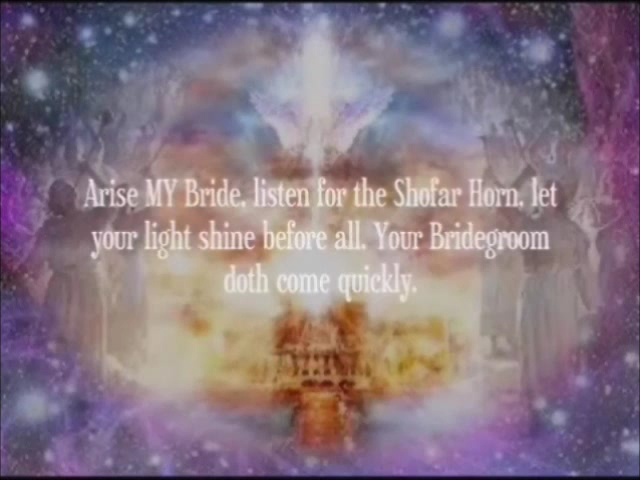 Arise MY Bride, listen for the Shofar Horn, let
your light shine before all. Your Bridegroom
doth come quickly.